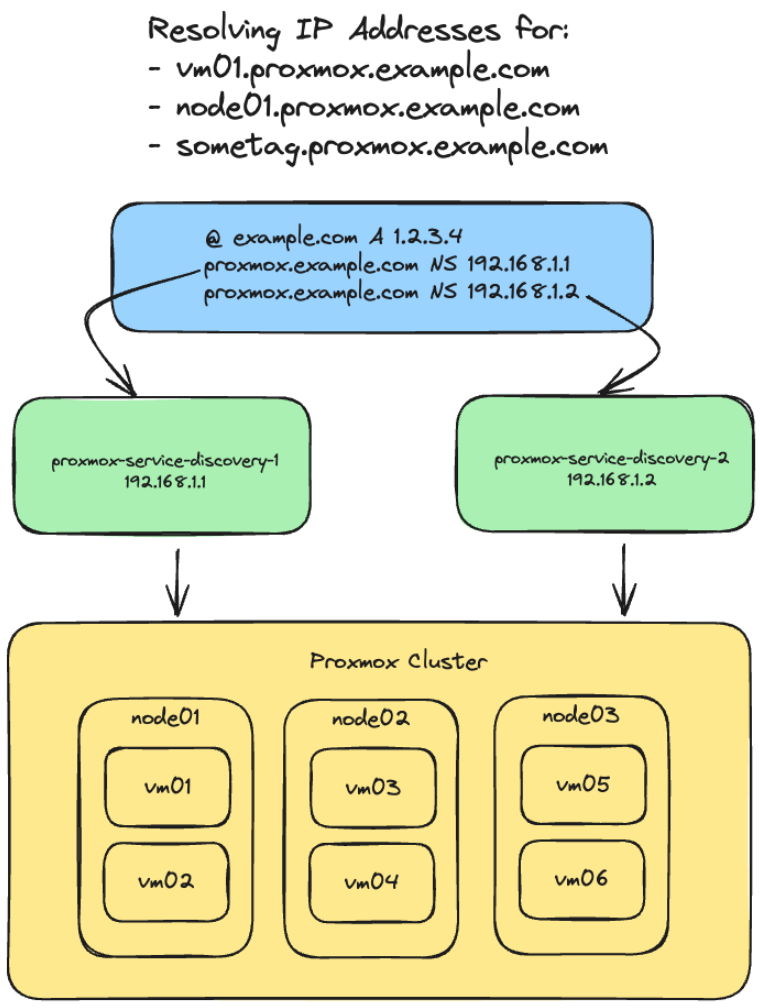 Resolving IP Addresses for:
- vm01.proxmox.example.com
- node01.proxmox.example.com
- sometag.proxmox.example.com
@ example.com A 1.2.3.4
proxmox.example.com NS 192.168.1.1
proxmox.example.com NS 192.168.1.2
proxmox-service-discovery-1
192.168.1.1
proxmox-service-discovery-2
192.168.1.2
Proxmox Cluster
node01
vm01
vm02
node02
vm03
vm04
node03
vm05
vm06